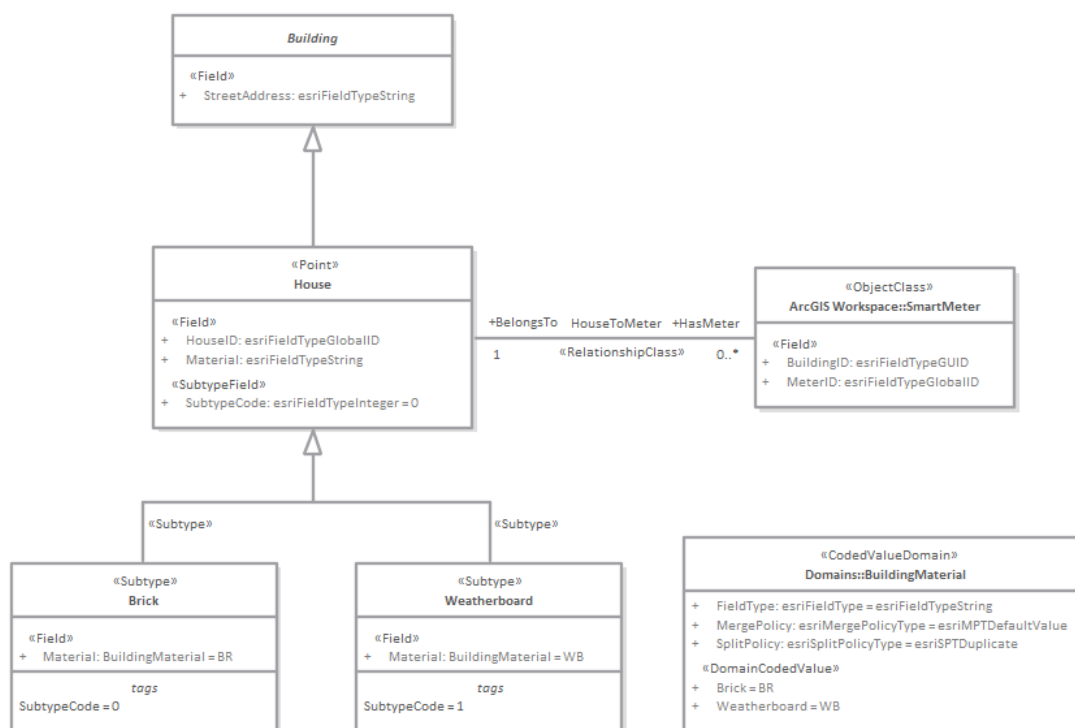 Building
«Field»
+ StreetAddress: esriFieldTypeString
«Point»
House
«Field»
+ HouseID: esriFieldTypeGlobalID
+ Material: esriFieldTypeString
«SubtypeField»
+ SubtypeCode: esriFieldTypeInteger = 0
+BelongsTo HouseToMeter +HasMeter
1 «RelationshipClass» 0..*
«ObjectClass»
ArcGIS Workspace::SmartMeter
«Field»
+ BuildingID: esriFieldTypeGUID
+ MeterID: esriFieldTypeGlobalID
«Subtype» «Subtype»
«Subtype»
Brick
«Field»
+ Material: BuildingMaterial = BR
tags
SubtypeCode = 0
«Subtype»
Weatherboard
«Field»
+ Material: BuildingMaterial = WB
tags
SubtypeCode = 1
«CodedValueDomain»
Domains::BuildingMaterial
+ FieldType: esriFieldType = esriFieldTypeString
+ MergePolicy: esriMergePolicyType = esriMPTDefaultValue
+ SplitPolicy: esriSplitPolicyType = esriSPTDuplicate
«DomainCodedValue»
+ Brick = BR
+ Weatherboard = WB